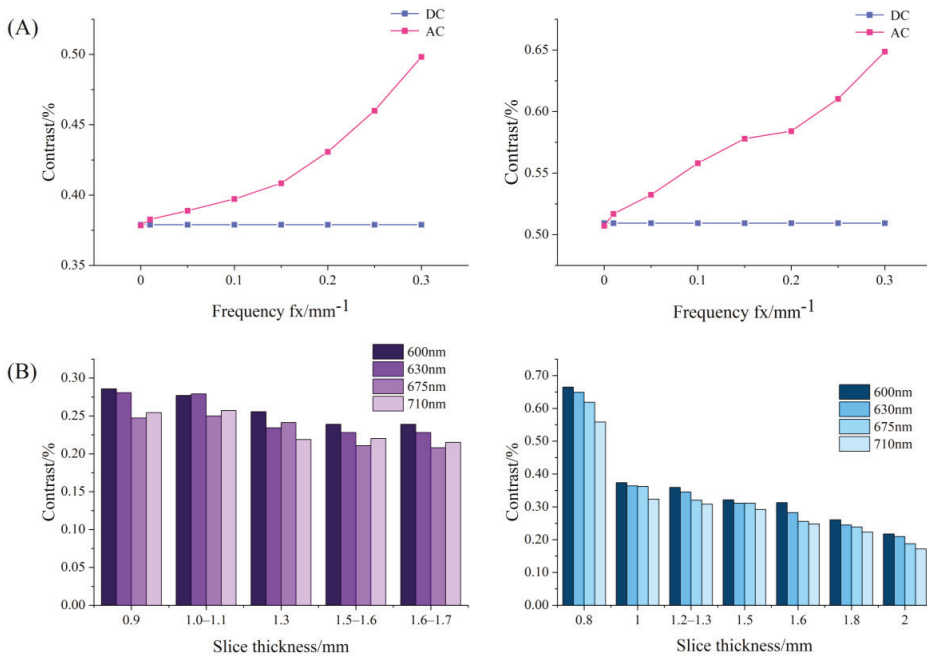 (A)
DC
AC
Contrast/%
0.50
0.45
0.40
0.35
0 0.1 0.2 0.3
Frequency fx/mm-1
DC
AC
Contrast/%
0.65
0.60
0.55
0.50
0 0.1 0.2 0.3
Frequency fx/mm-1
(B)
600nm
630nm
675nm
710nm
Contrast/%
0.30
0.25
0.20
0.15
0.10
0.05
0.00
0.9 1.0–1.1 1.3 1.5–1.6 1.6–1.7
Slice thickness/mm
600nm
630nm
675nm
710nm
Contrast/%
0.70
0.60
0.50
0.40
0.30
0.20
0.10
0.00
0.8 1 1.2–1.3 1.5 1.6 1.8 2
Slice thickness/mm